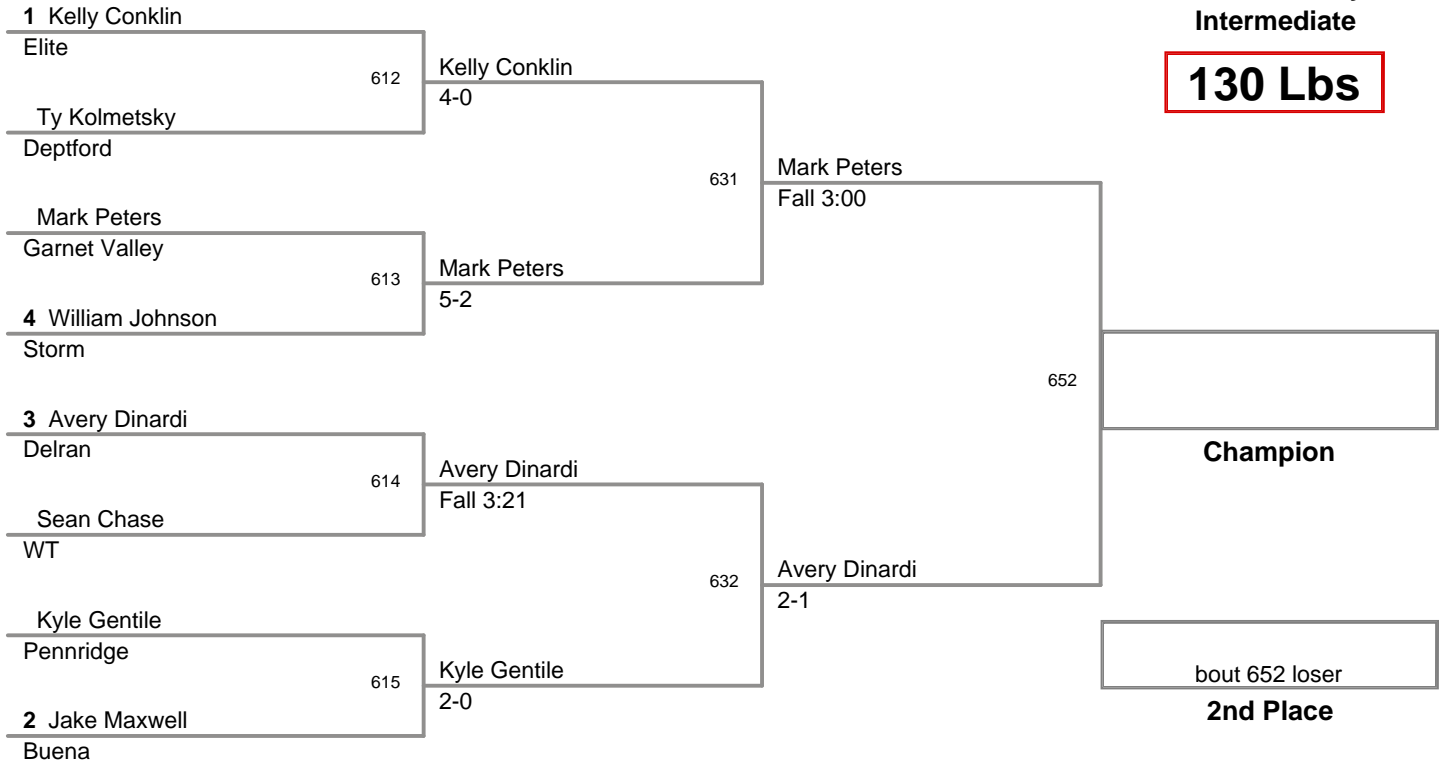 Intermediate
130 Lbs
1 Kelly Conklin
Elite
612
Ty Kolmetsky
Deptford
Kelly Conklin
4-0
Mark Peters
Garnet Valley
613
4 William Johnson
Storm
Mark Peters
5-2
631
Mark Peters
Fall 3:00
3 Avery Dinardi
Delran
614
Sean Chase
WT
Avery Dinardi
Fall 3:21
Kyle Gentile
Pennridge
615
2 Jake Maxwell
Buena
Kyle Gentile
2-0
632
Avery Dinardi
2-1
652
Champion
bout 652 loser
2nd Place